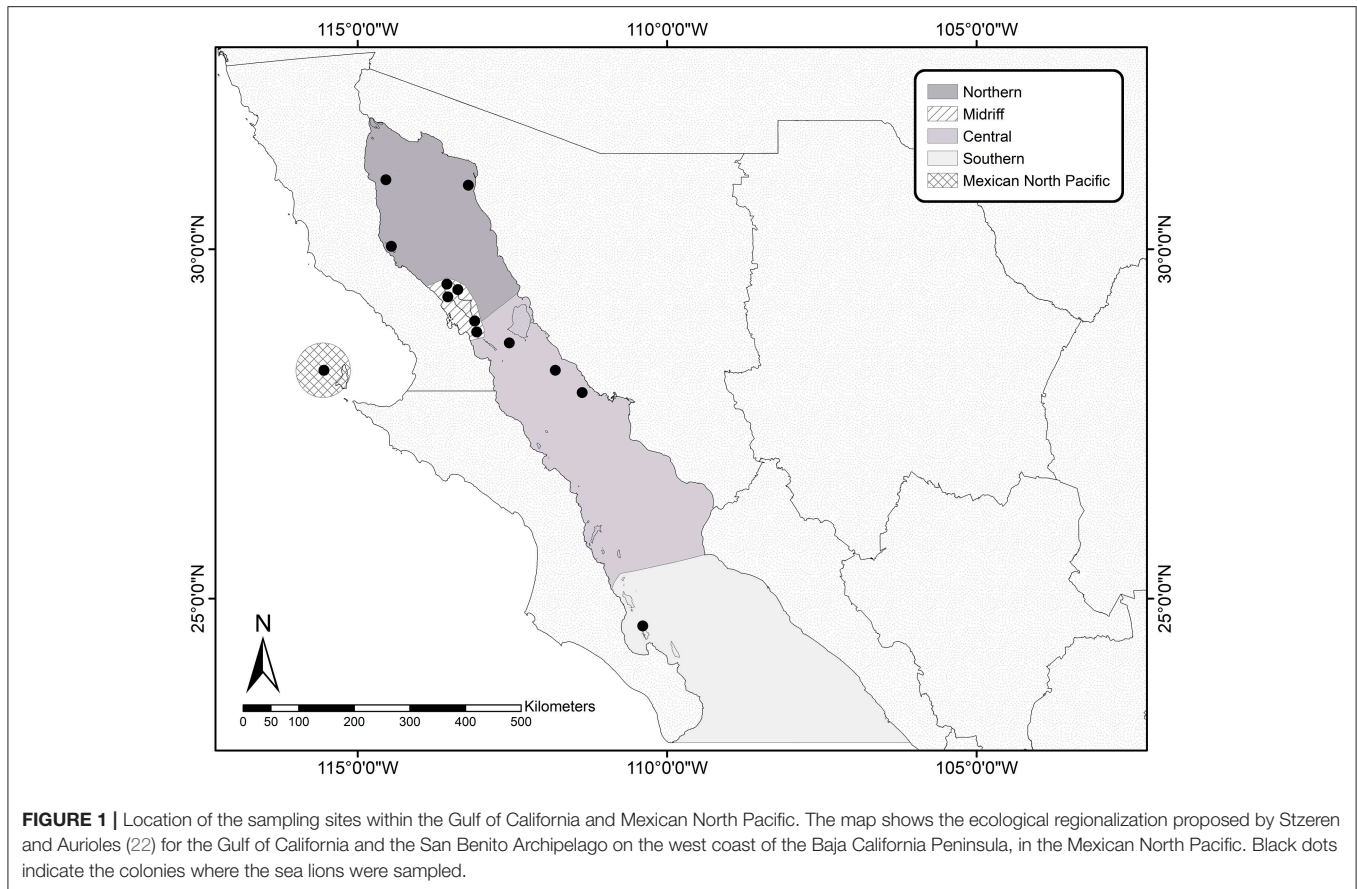 115°0'0"W 110°0'0"W 105°0'0"W
Northern
Midriff
Central
Southern
Mexican North Pacific
30°0'0"N 30°0'0"N
25°0'0"N 25°0'0"N
N
Kilometers
0 50 100 200 300 400 500
115°0'0"W 110°0'0"W 105°0'0"W
FIGURE 1 | Location of the sampling sites within the Gulf of California and Mexican North Pacific. The map shows the ecological regionalization proposed by Stzeren
and Aurioles (22) for the Gulf of California and the San Benito Archipelago on the west coast of the Baja California Peninsula, in the Mexican North Pacific. Black dots
indicate the colonies where the sea lions were sampled.